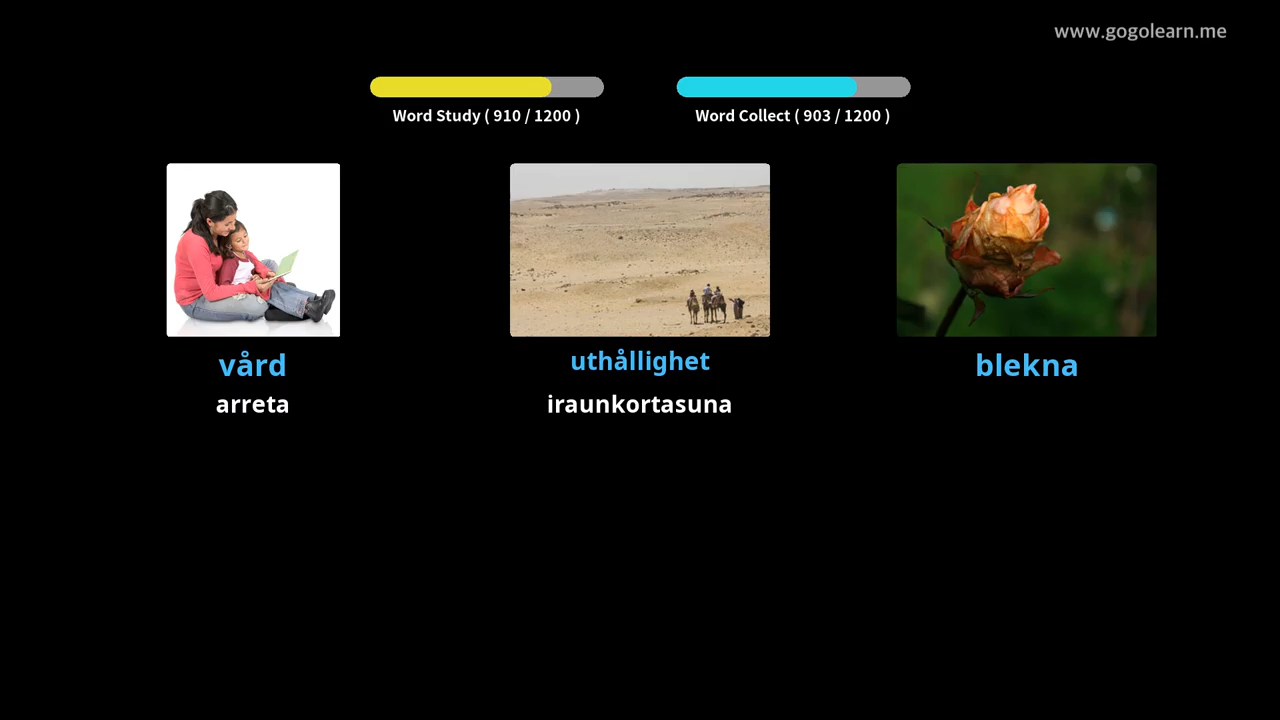 www.gogolearn.me
Word Study ( 910 / 1200 )
Word Collect ( 903 / 1200 )
vård
uthållighet
blekna
arreta
iraunkortasuna